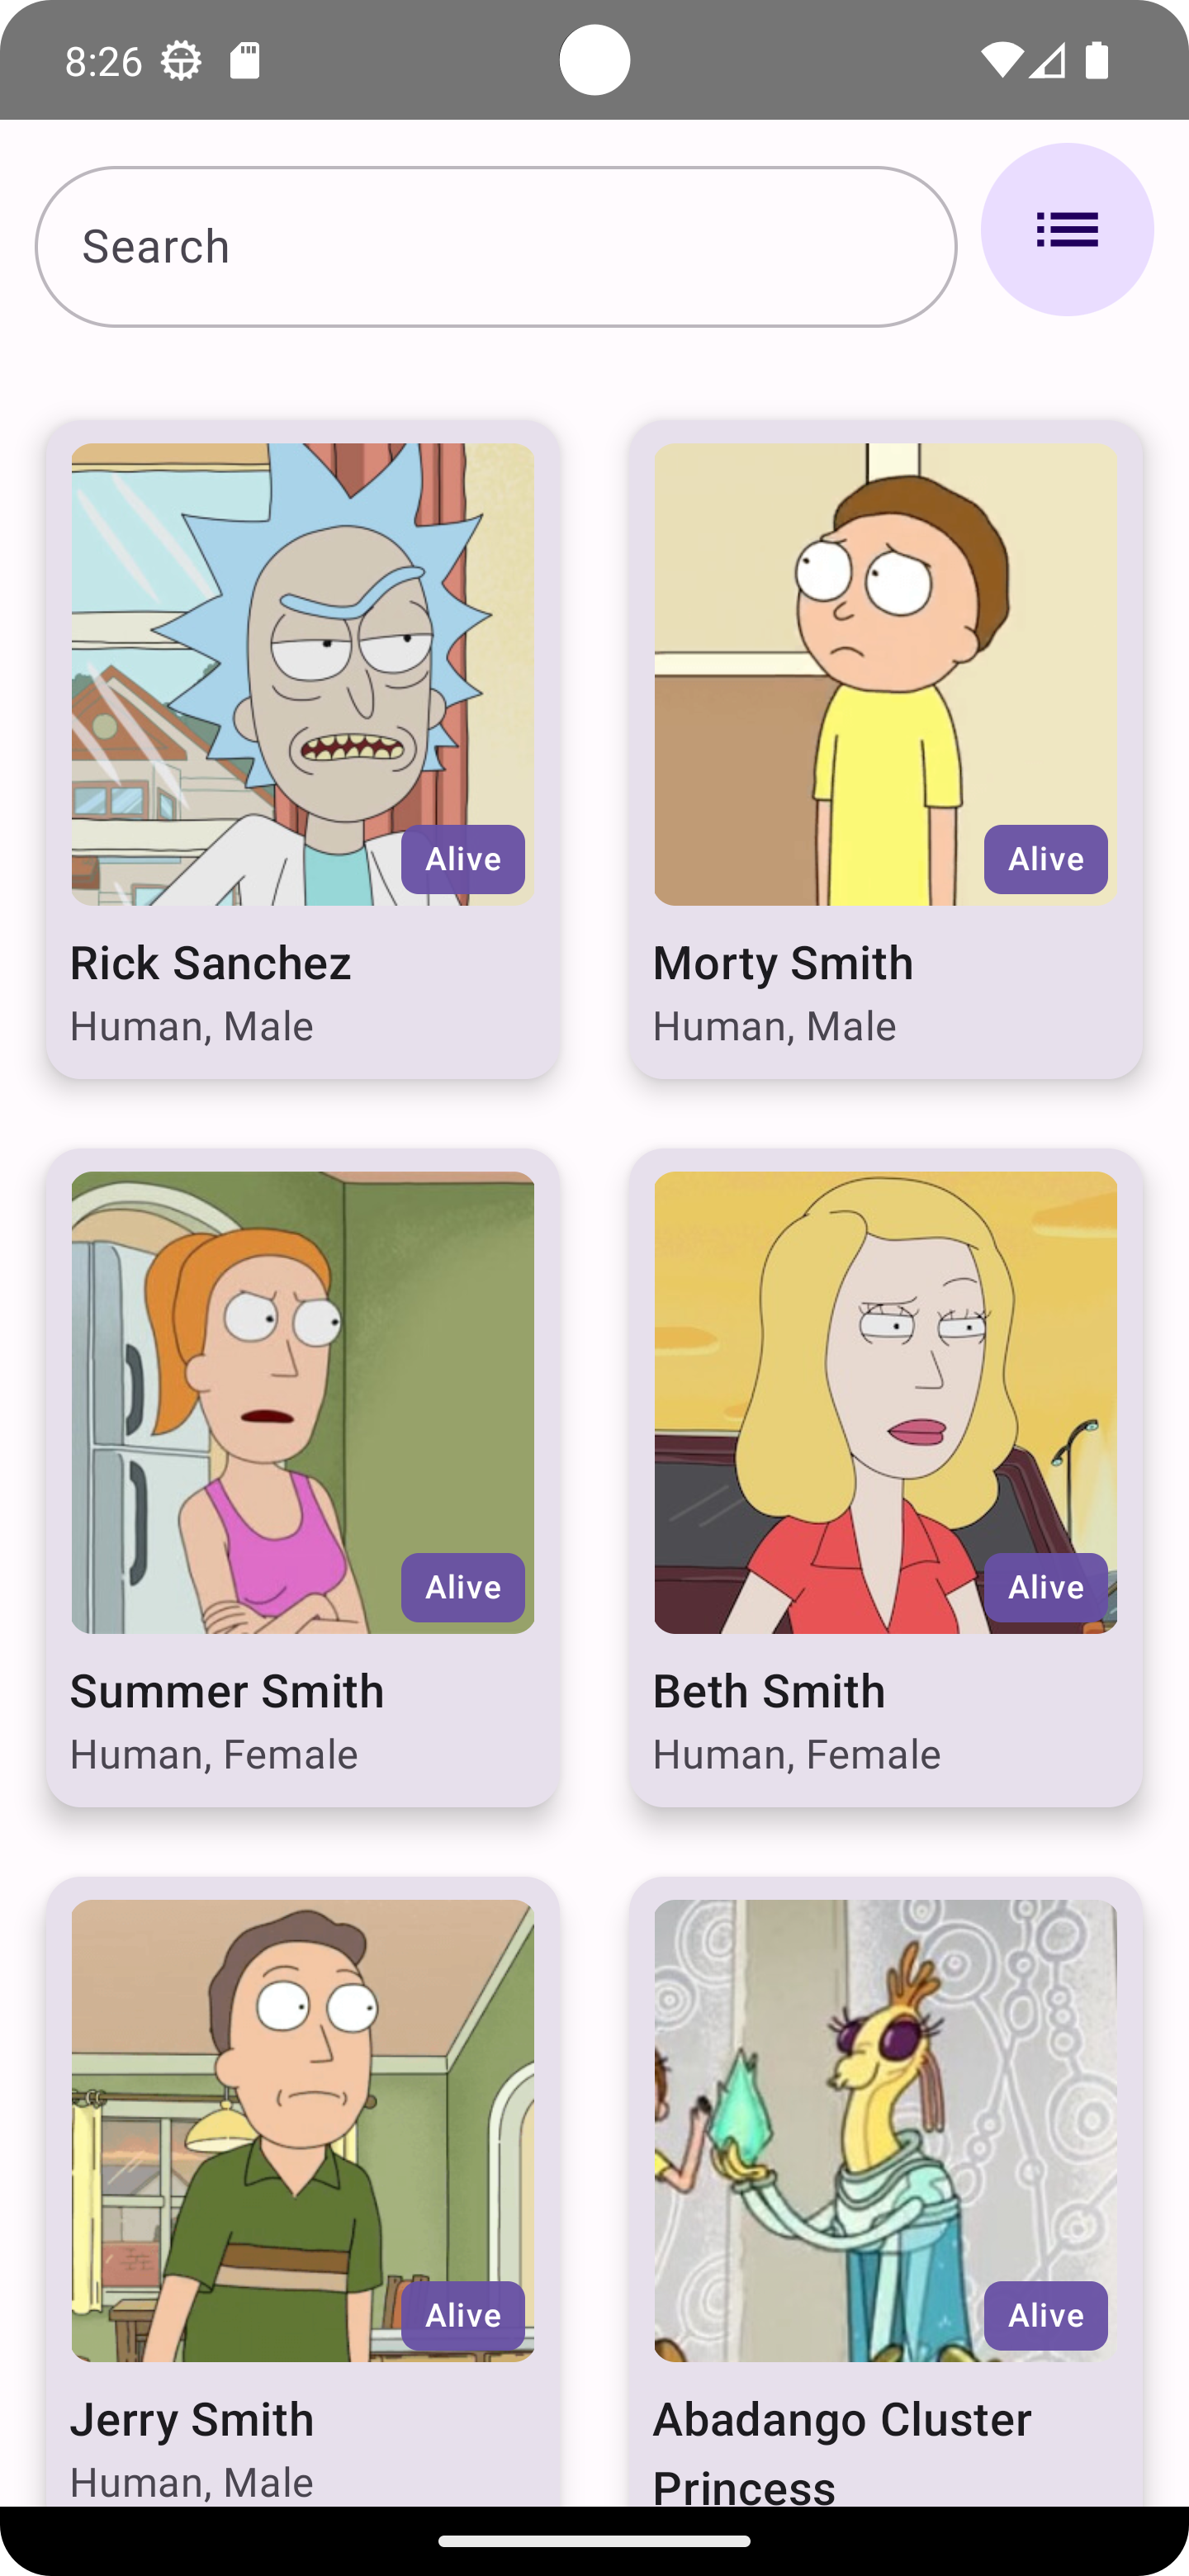 8:26
Search
Alive
Alive
Rick Sanchez
Human, Male
Morty Smith
Human, Male
Alive
Alive
Summer Smith
Human, Female
Beth Smith
Human, Female
Alive
Alive
Jerry Smith
Human, Male
Abadango Cluster
Princess